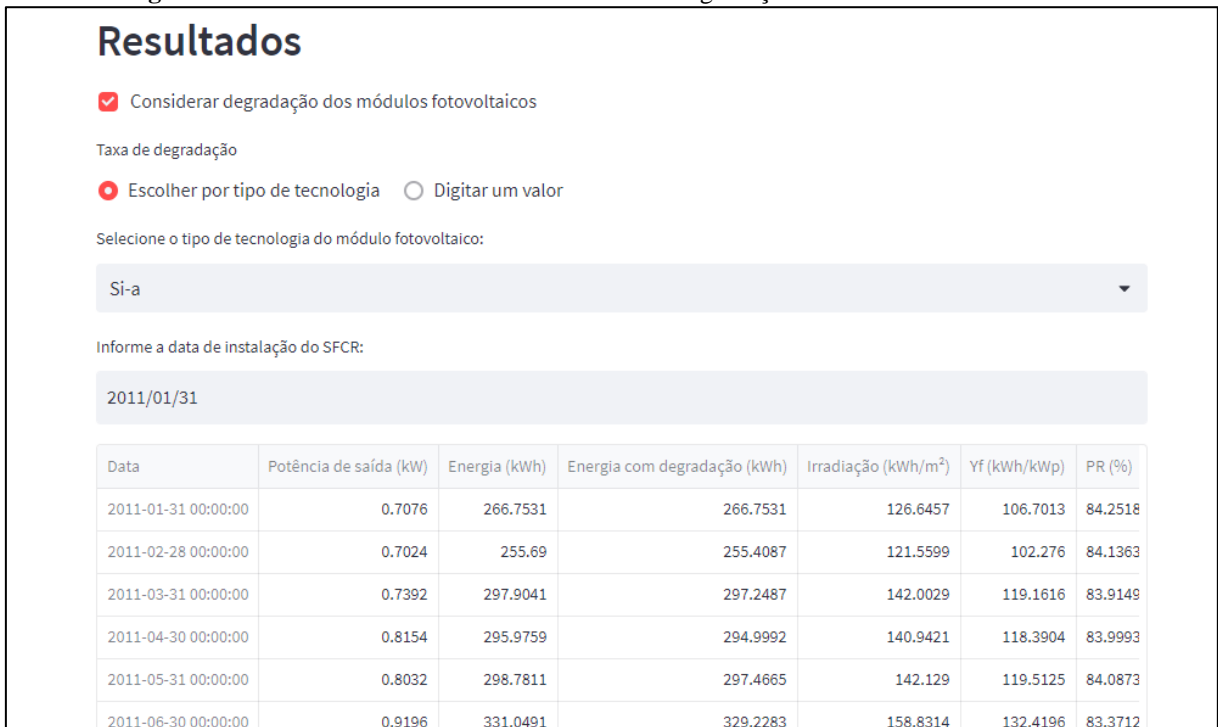 Resultados
Considerar degradação dos módulos fotovoltaicos
Taxa de degradação
Escolher por tipo de tecnologia Digitar um valor
Selecione o tipo de tecnologia do módulo fotovoltaico:
Si-a
Informe a data de instalação do SFCR:
2011/01/31
Data Potência de saída (kW) Energia (kWh) Energia com degradação (kWh) Irradiação (kWh/m²) Yf (kWh/kWp) PR (%)
2011-01-31 00:00:00 0.7076 266.7531 266.7531 126.6457 106.7013 84.2518
2011-02-28 00:00:00 0.7024 255.69 255.4087 121.5599 102.276 84.1363
2011-03-31 00:00:00 0.7392 297.9041 297.2487 142.0029 119.1616 83.9149
2011-04-30 00:00:00 0.8154 295.9759 294.9992 140.9421 118.3904 83.9993
2011-05-31 00:00:00 0.8032 298.7811 297.4665 142.129 119.5125 84.0873
2011-06-30 00:00:00 0.9196 331.0491 329.2283 158.8314 132.4196 83.3712